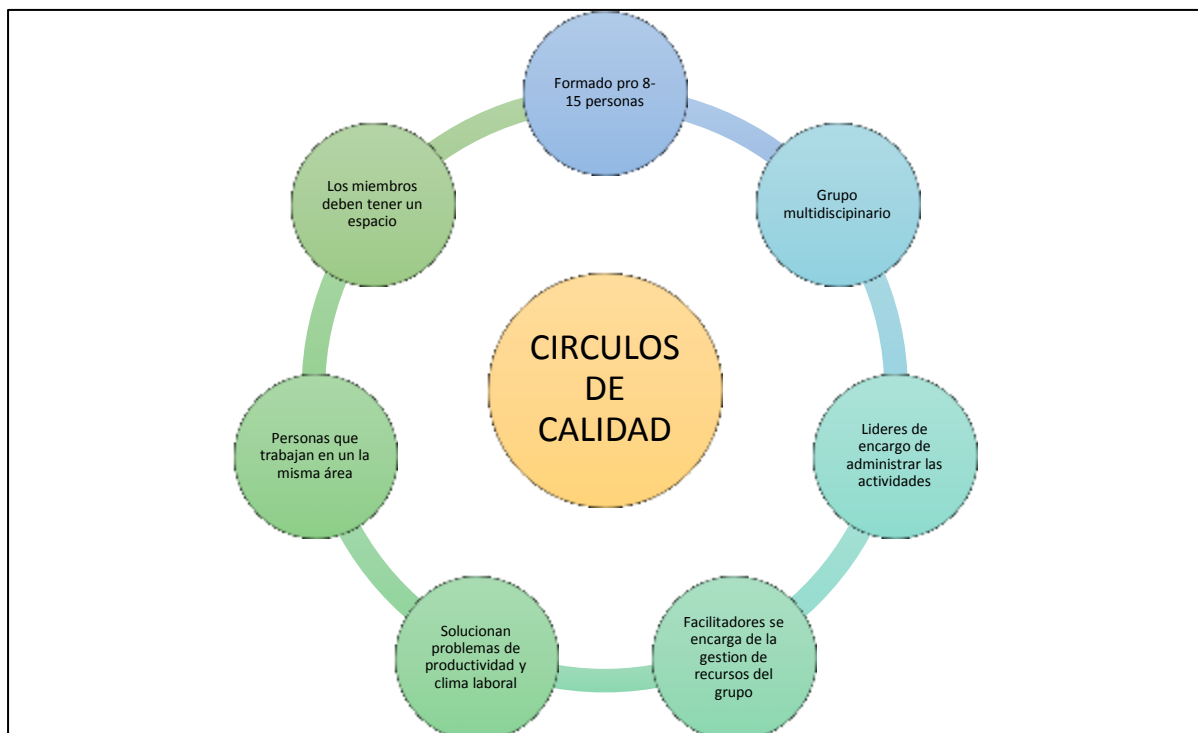 Formado pro 8-
15 personas
Grupo
multidiscipinario
Lideres de
encargo de
administrar las
actividades
Facilitadores se
encarga de la
gestion de
recursos del
grupo
Solucionan
problemas de
productividad y
clima laboral
Personas que
trabajan en un la
misma área
Los miembros
deben tener un
espacio
CIRCULOS
DE
CALIDAD